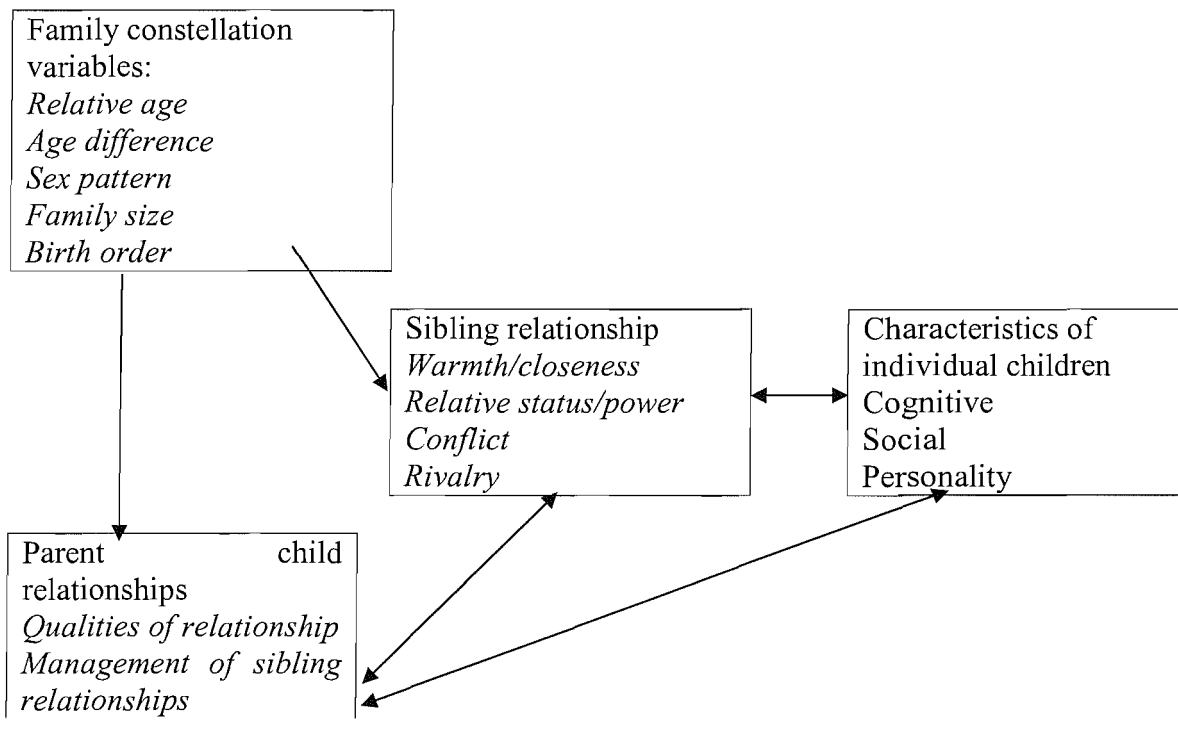 Family constellation
variables:
Relative age
Age difference
Sex pattern
Family size
Birth order
Sibling relationship
Warmth/closeness
Relative status/power
Conflict
Rivalry
Characteristics of
individual children
Cognitive
Social
Personality
Parent child
relationships
Qualities of relationship
Management of sibling
relationships